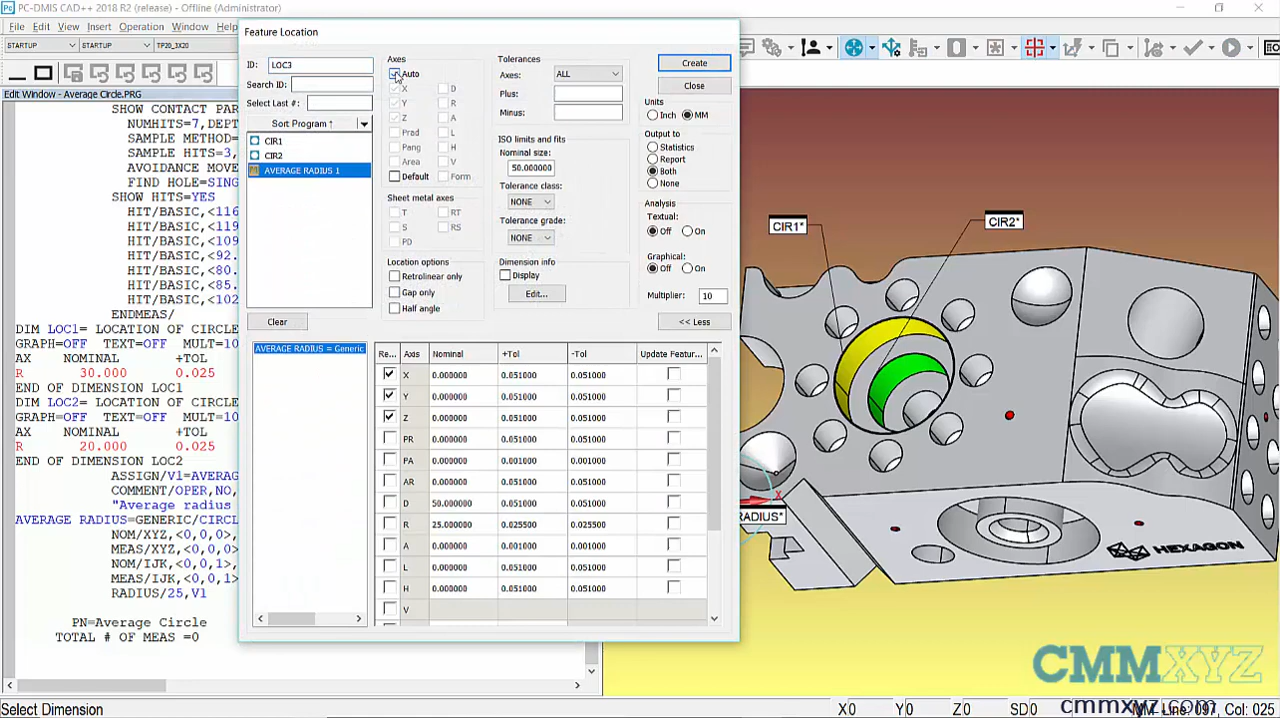 PC-DMIS CAD++ 2018 R2 (release) - Offline (Administrator)
File Edit View Insert Operation Window Help
STARTUP STARTUP TP20_3X20
Edit Window - Average Circle.PRG
SHOW CONTACT PAR
NUMHITS=7,DEPT
SAMPLE METHOD=
SAMPLE HITS=3,
AVOIDANCE MOVE
FIND HOLE=SING
SHOW HITS=YES
HIT/BASIC,<116
HIT/BASIC,<119
HIT/BASIC,<109
HIT/BASIC,<92.
HIT/BASIC,<80.
HIT/BASIC,<85.
HIT/BASIC,<102
ENDMEAS/
DIM LOC1= LOCATION OF CIRCLE
GRAPH=OFF TEXT=OFF MULT=10
AX NOMINAL +TOL
R 30.000 0.025
END OF DIMENSION LOC1
DIM LOC2= LOCATION OF CIRCLE
GRAPH=OFF TEXT=OFF MULT=10
AX NOMINAL +TOL
R 20.000 0.025
END OF DIMENSION LOC2
ASSIGN/V1=AVERAG
COMMENT/OPER,NO,
"Average radius
AVERAGE RADIUS=GENERIC/CIRCL
NOM/XYZ,<0,0,0>,
MEAS/XYZ,<0,0,0>
NOM/IJK,<0,0,1>,
MEAS/IJK,<0,0,1>
RADIUS/25,V1
PN=Average Circle
TOTAL # OF MEAS =0
Feature Location
ID: LOC3
Search ID:
Select Last #:
Sort Program ↑
CIR1
CIR2
AVERAGE RADIUS 1
Clear
Axes
Auto
X D
Y R
Z A
Prad L
Pang H
Area V
Default Form
Sheet metal axes
T RT
S RS
PD
Location options
Retrolinear only
Gap only
Half angle
Tolerances
Axes: ALL
Plus:
Minus:
ISO limits and fits
Nominal size:
50.000000
Tolerance class:
NONE
Tolerance grade:
NONE
Dimension info
Display
Edit...
Create
Close
Units
Inch MM
Output to
Statistics
Report
Both
None
Analysis
Textual:
Off On
Graphical:
Off On
Multiplier: 10
<< Less
AVERAGE RADIUS = Generic
Re... Axis Nominal +Tol -Tol Update Featur...
X 0.000000 0.051000 0.051000
Y 0.000000 0.051000 0.051000
Z 0.000000 0.051000 0.051000
PR 0.000000 0.051000 0.051000
PA 0.000000 0.001000 0.001000
AR 0.000000 0.051000 0.051000
D 50.000000 0.051000 0.051000
R 25.000000 0.025500 0.025500
A 0.000000 0.001000 0.001000
L 0.000000 0.051000 0.051000
H 0.000000 0.051000 0.051000
V
CIR1*
CIR2*
X
RADIUS*
HEXAGON
CMMXYZ
cmmxyz.com
Select Dimension
X0 Y0 Z0 SD0 MM Line: 097, Col: 025